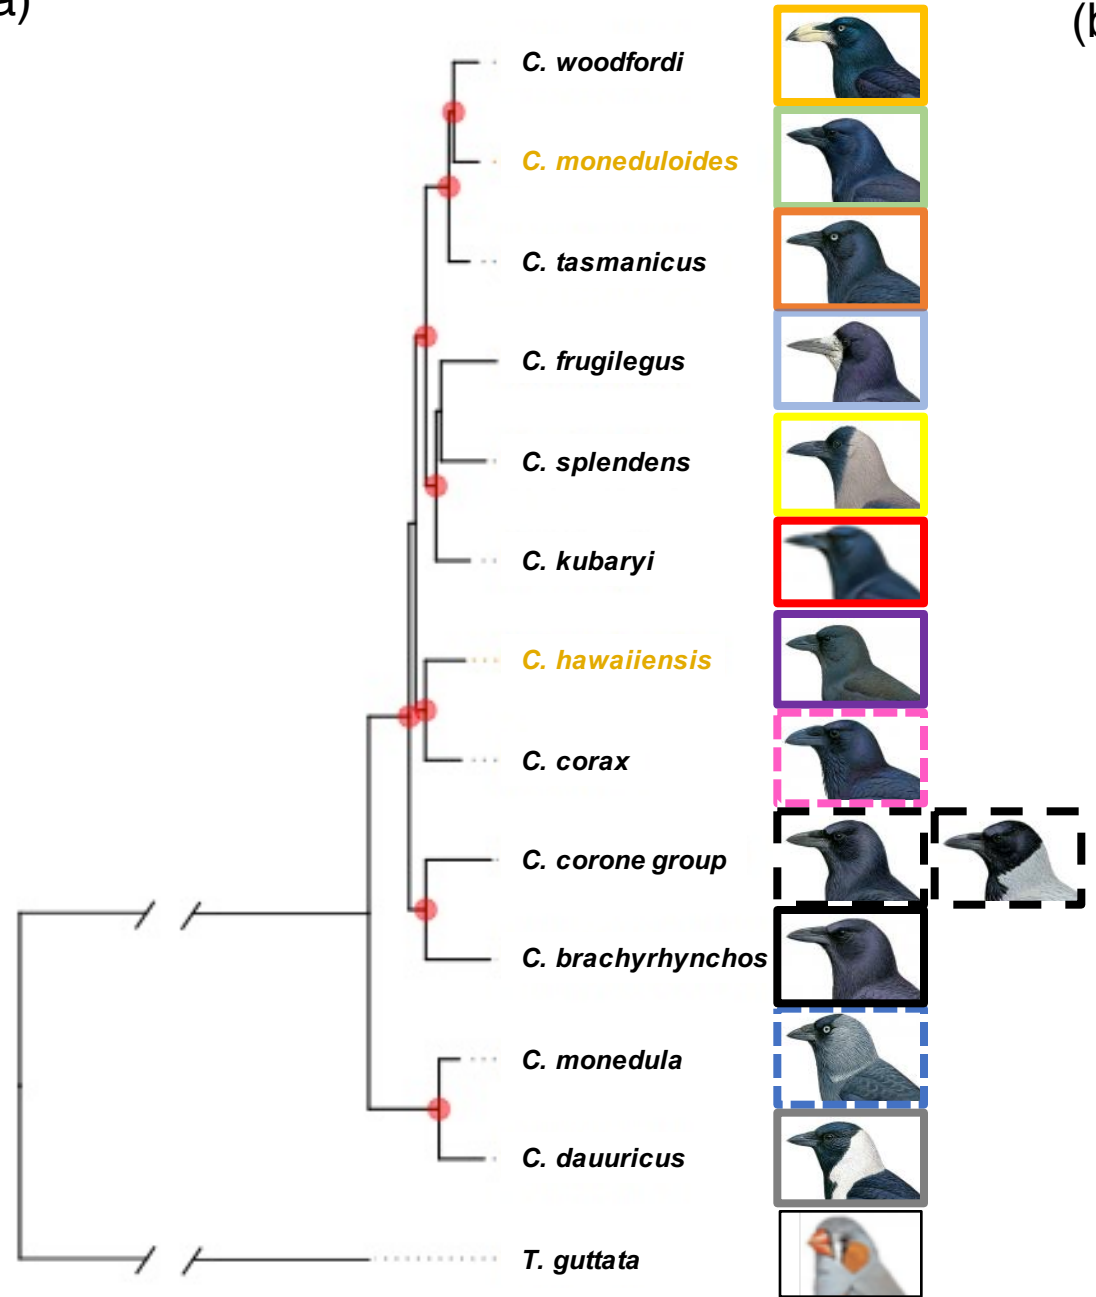 a)
(b
C. woodfordi
C. moneduloides
C. tasmanicus
C. frugilegus
C. splendens
C. kubaryi
C. hawaiiensis
C. corax
C. corone group
C. brachyrhynchos
C. monedula
C. dauuricus
T. guttata